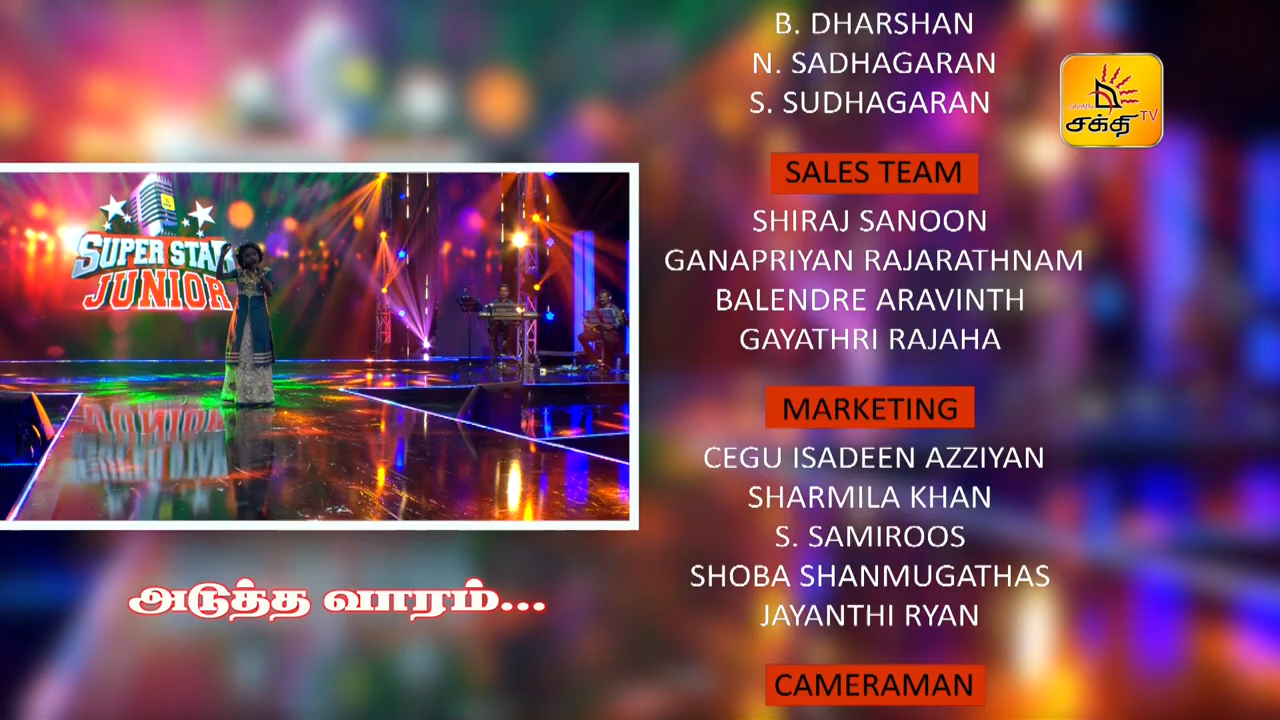 B. DHARSHAN
N. SADHAGARAN
S. SUDHAGARAN
சக்தி TV
SALES TEAM
SHIRAJ SANOON
GANAPRIYAN RAJARATHNAM
BALENDRE ARAVINTH
GAYATHRI RAJAHA
SUPER STAR
JUNIOR
MARKETING
CEGU ISADEEN AZZIYAN
SHARMILA KHAN
S. SAMIROOS
SHOBA SHANMUGATHAS
JAYANTHI RYAN
அடுத்த வாரம்...
CAMERAMAN